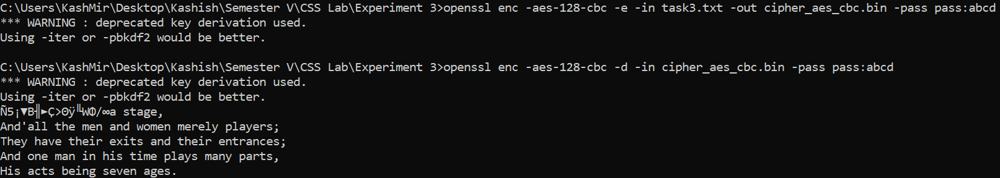 C:\Users\KashMir\Desktop\Kashish\Semester V\CSS Lab\Experiment 3>openssl enc -aes-128-cbc -e -in task3.txt -out cipher_aes_cbc.bin -pass pass:abcd
*** WARNING : deprecated key derivation used.
Using -iter or -pbkdf2 would be better.
C:\Users\KashMir\Desktop\Kashish\Semester V\CSS Lab\Experiment 3>openssl enc -aes-128-cbc -d -in cipher_aes_cbc.bin -pass pass:abcd
*** WARNING : deprecated key derivation used.
Using -iter or -pbkdf2 would be better.
Ñ5¡▼B╢►Ç>Θÿ╙WΦ/∞a stage,
And'all the men and women merely players;
They have their exits and their entrances;
And one man in his time plays many parts,
His acts being seven ages.